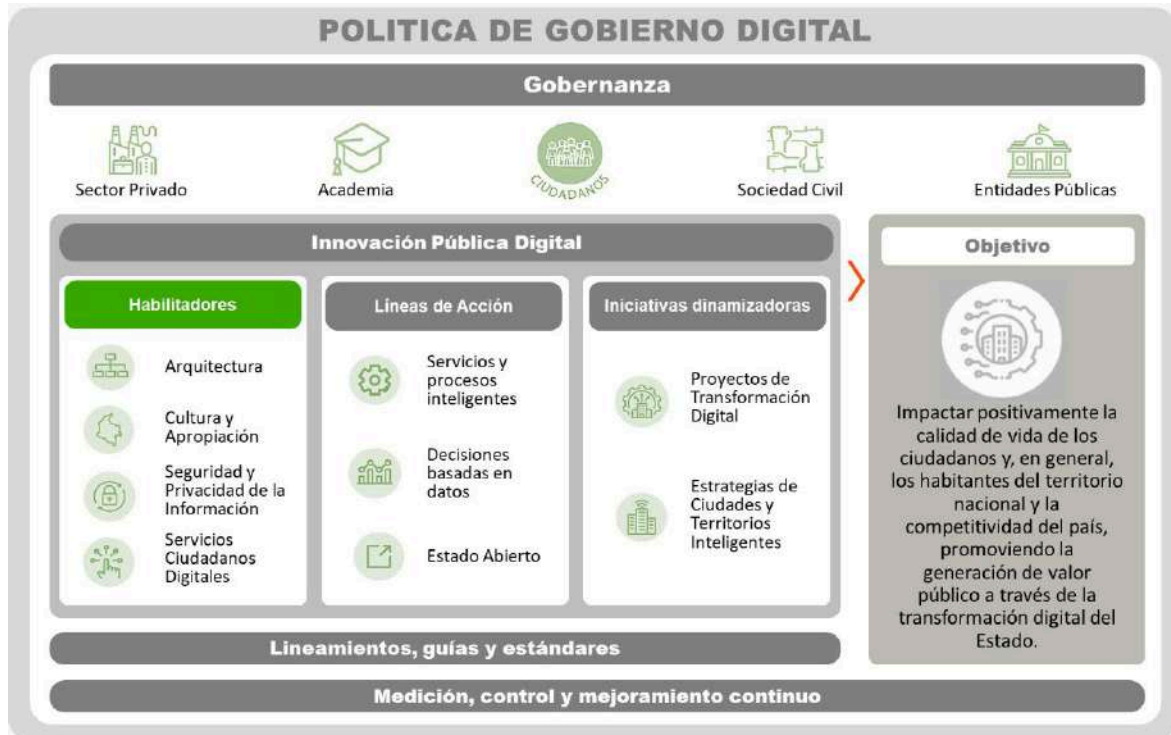 POLITICA DE GOBIERNO DIGITAL
Gobernanza
Sector Privado
Academia
CIUDADANOS
Sociedad Civil
Entidades Públicas
Innovación Pública Digital
Habilitadores
Arquitectura
Cultura y
Apropiación
Seguridad y
Privacidad de la
Información
Servicios
Ciudadanos
Digitales
Líneas de Acción
Servicios y
procesos
inteligentes
Decisiones
basadas en
datos
Estado Abierto
Iniciativas dinamizadoras
Proyectos de
Transformación
Digital
Estrategias de
Ciudades y
Territorios
Inteligentes
Objetivo
Impactar positivamente la
calidad de vida de los
ciudadanos y, en general,
los habitantes del territorio
nacional y la
competitividad del país,
promoviendo la
generación de valor
público a través de la
transformación digital del
Estado.
Lineamientos, guías y estándares
Medición, control y mejoramiento continuo